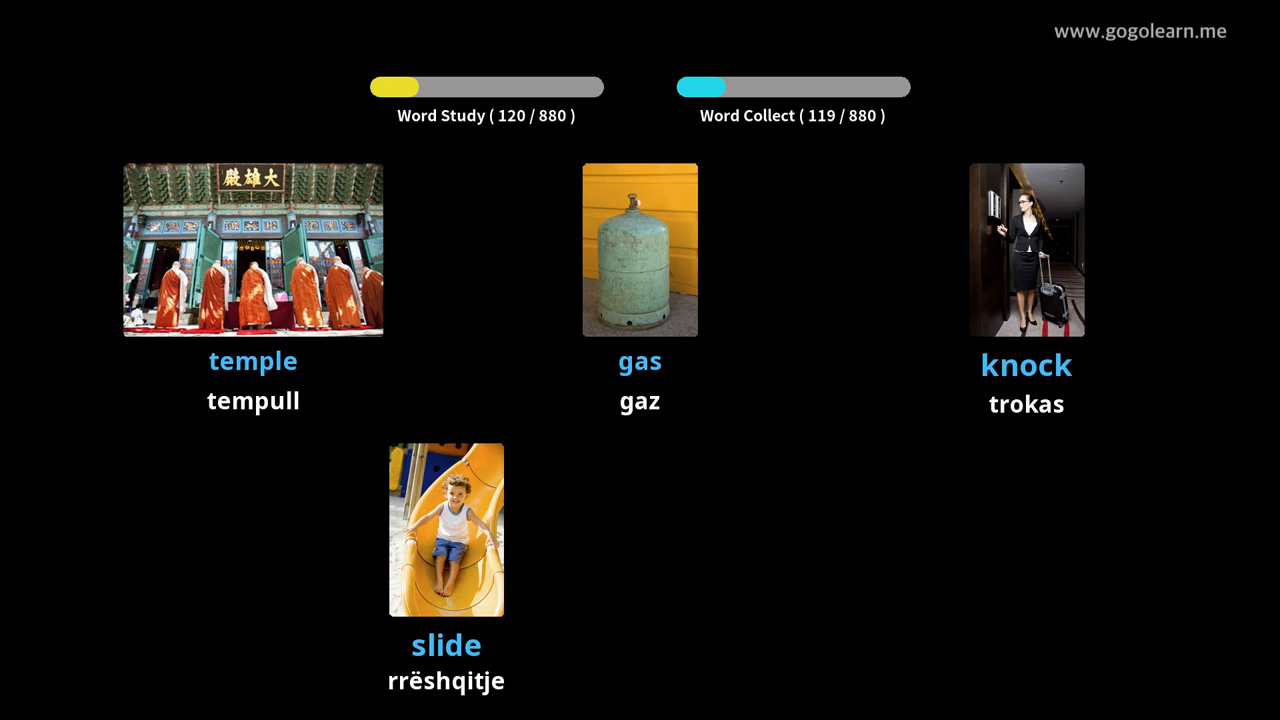 www.gogolearn.me
Word Study ( 120 / 880 )
Word Collect ( 119 / 880 )
殿雄大
temple
gas
knock
tempull
gaz
trokas
slide
rrëshqitje